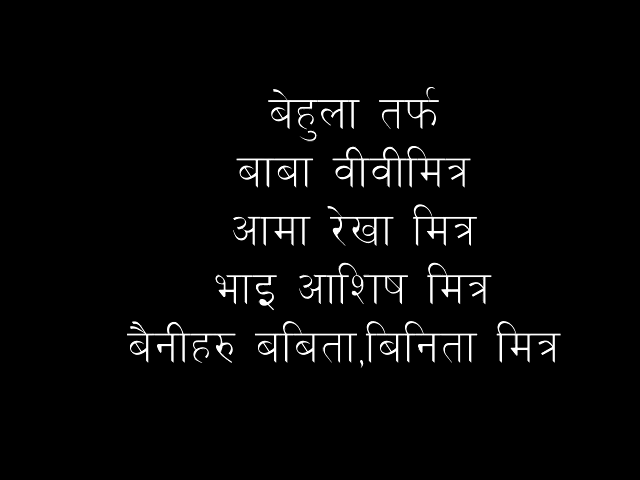 बेहुला तर्फ
बाबा वीवीमित्र
आमा रेखा मित्र
भाइ आशिष मित्र
बैनीहरु बबिता,बिनिता मित्र